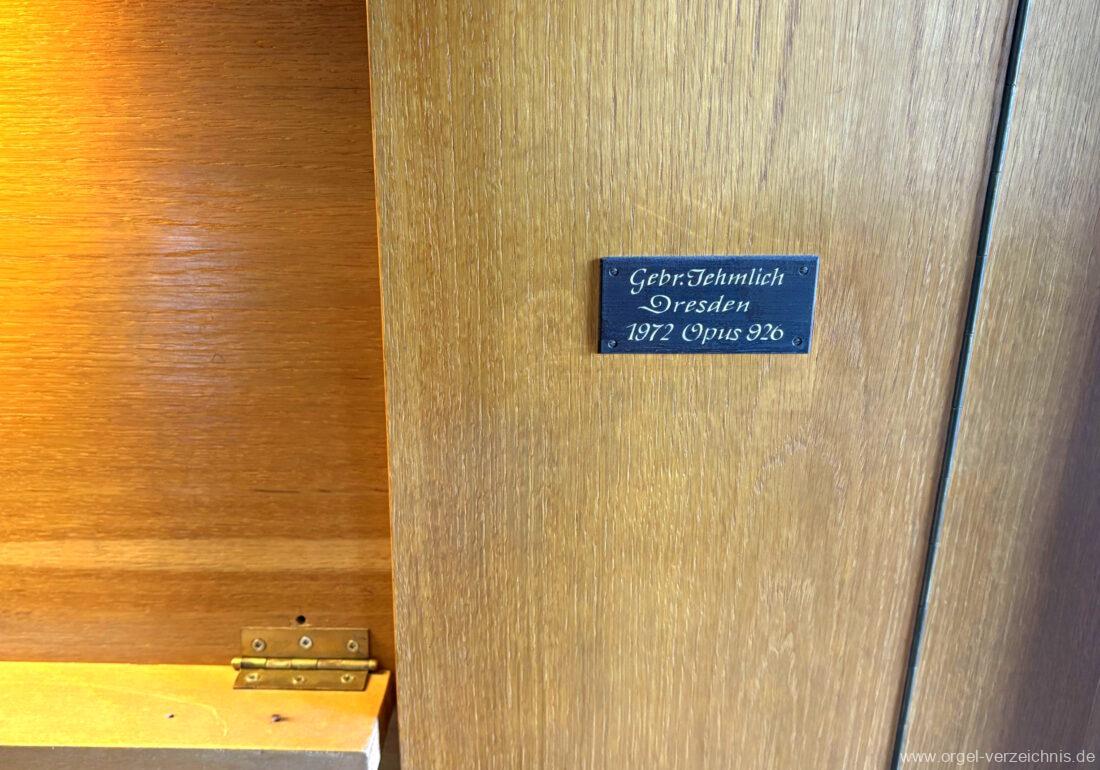 Gebr. Jehmlich
Dresden
1972 Opus 926
www.orgel-verzeichnis.de